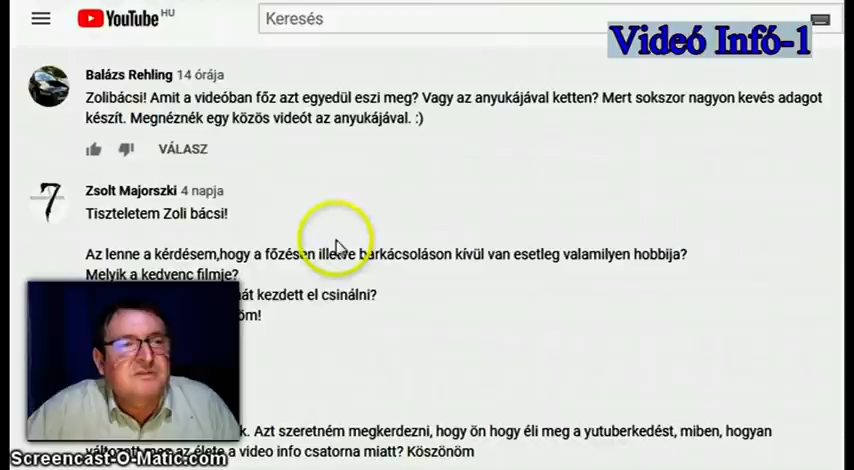 YouTube HU
Keresés
Videó Infó-1
Balázs Rehling 14 órája
Zolibácsi! Amit a videóban főz azt egyedül eszi meg? Vagy az anyukájával ketten? Mert sokszor nagyon kevés adagot
készít. Megnéznék egy közös videót az anyukájával. :)
VÁLASZ
7
Zsolt Majorszki 4 napja
Tiszteletem Zoli bácsi!
Az lenne a kérdésem,hogy a főzésen illetve barkácsoláson kívül van esetleg valamilyen hobbija?
Melyik a kedvenc filmje?
kezdett el csinálni?
Azt szeretném megkerdezni, hogy ön hogy éli meg a yutuberkedést, miben, hogyan
változott meg az élete a video info csatorna miatt? Köszönöm
Screencast-O-Matic.com